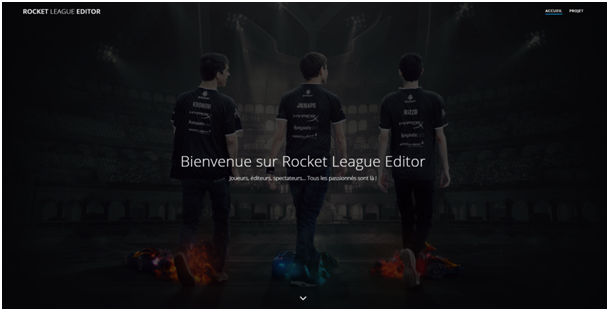 ROCKET LEAGUE EDITOR
ACCUEIL PROJET
Bienvenue sur Rocket League Editor
Joueurs, éditeurs, spectateurs... Tous les passionnés sont là !